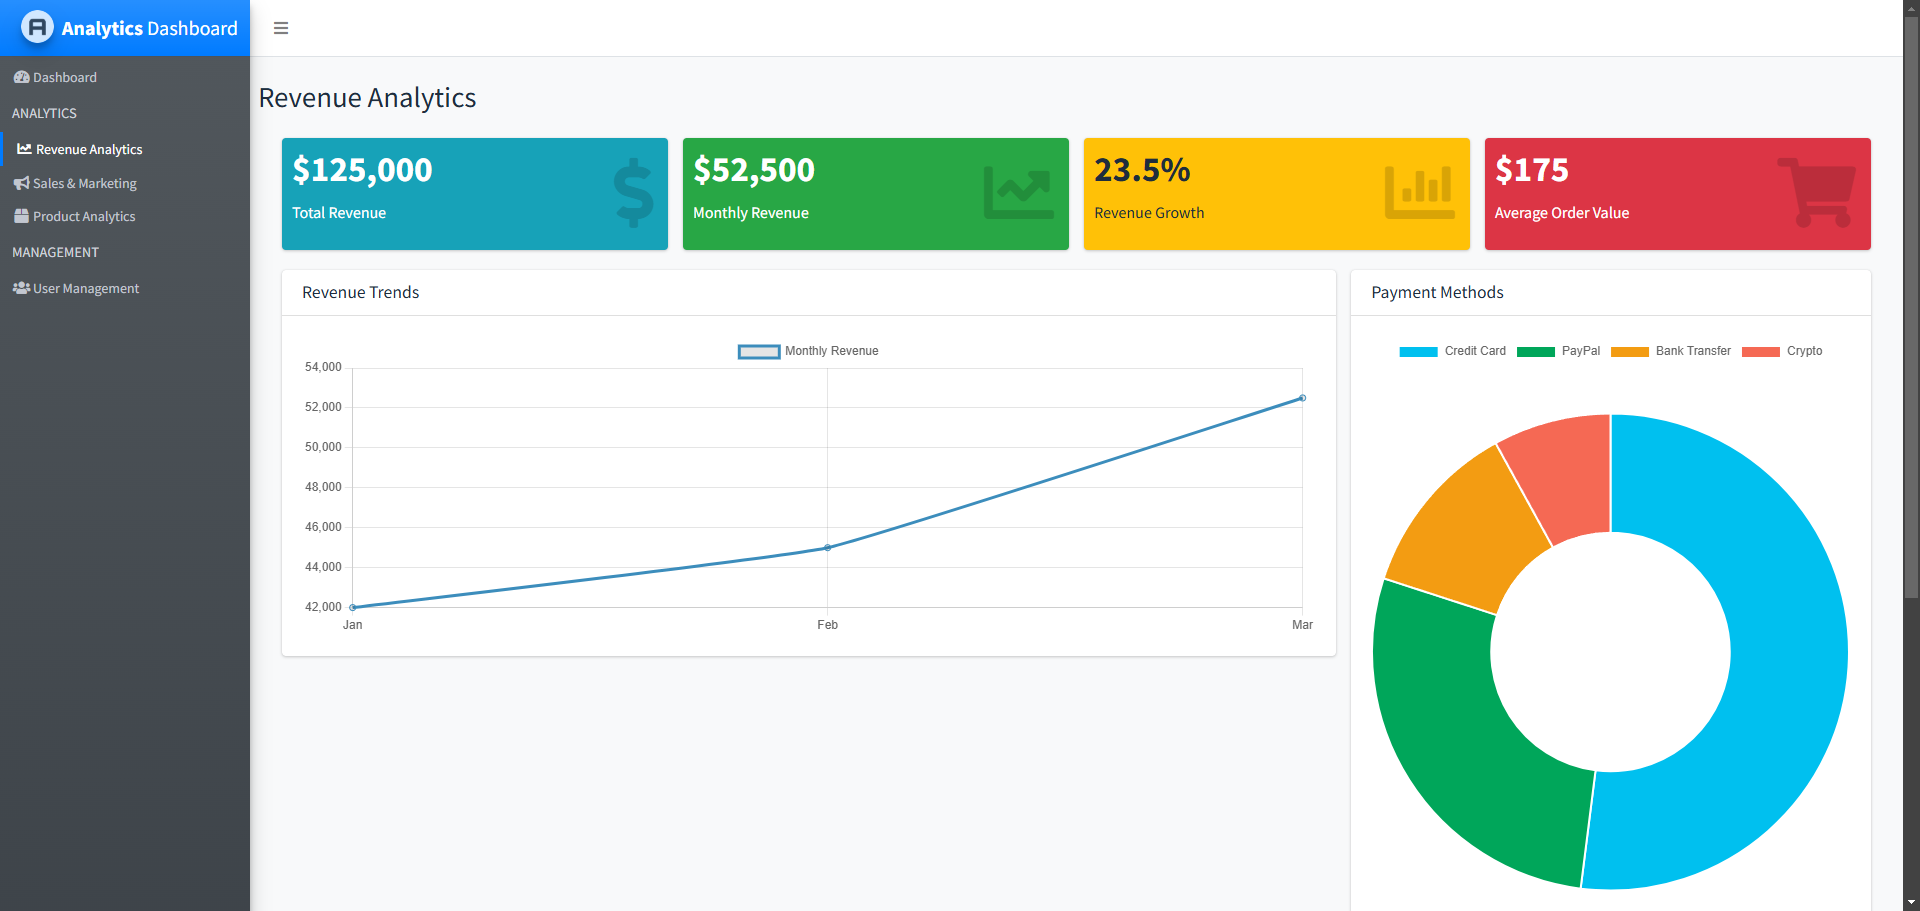 Analytics Dashboard
Dashboard
ANALYTICS
Revenue Analytics
Sales & Marketing
Product Analytics
MANAGEMENT
User Management
Revenue Analytics
$125,000
Total Revenue
$52,500
Monthly Revenue
23.5%
Revenue Growth
$175
Average Order Value
Revenue Trends
Monthly Revenue
54,000
52,000
50,000
48,000
46,000
44,000
42,000
Jan Feb Mar
Payment Methods
Credit Card PayPal Bank Transfer Crypto